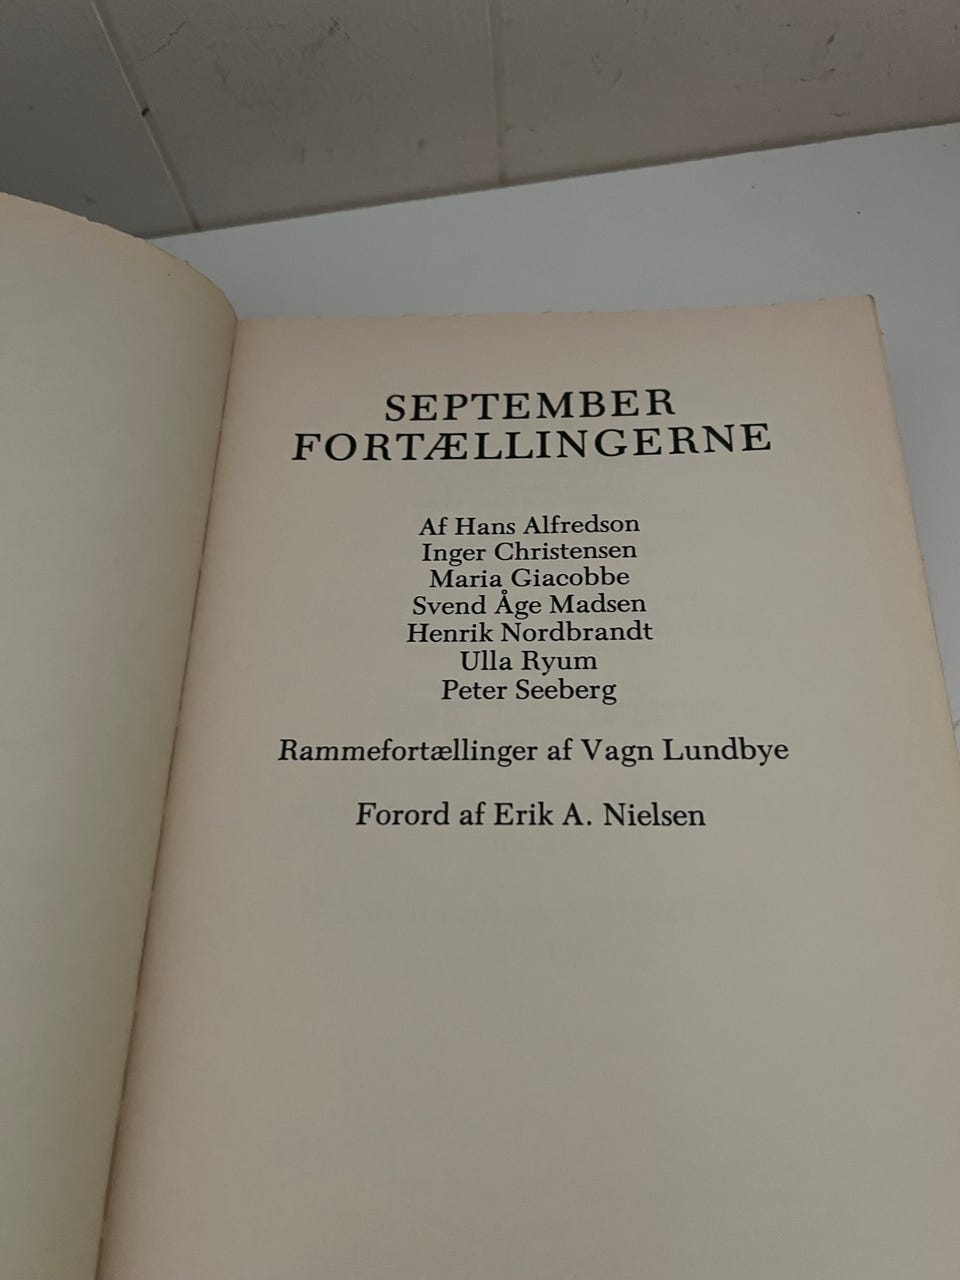 SEPTEMBER
FORTÆLLINGERNE
Af Hans Alfredson
Inger Christensen
Maria Giacobbe
Svend Åge Madsen
Henrik Nordbrandt
Ulla Ryum
Peter Seeberg
Rammefortællinger af Vagn Lundbye
Forord af Erik A. Nielsen